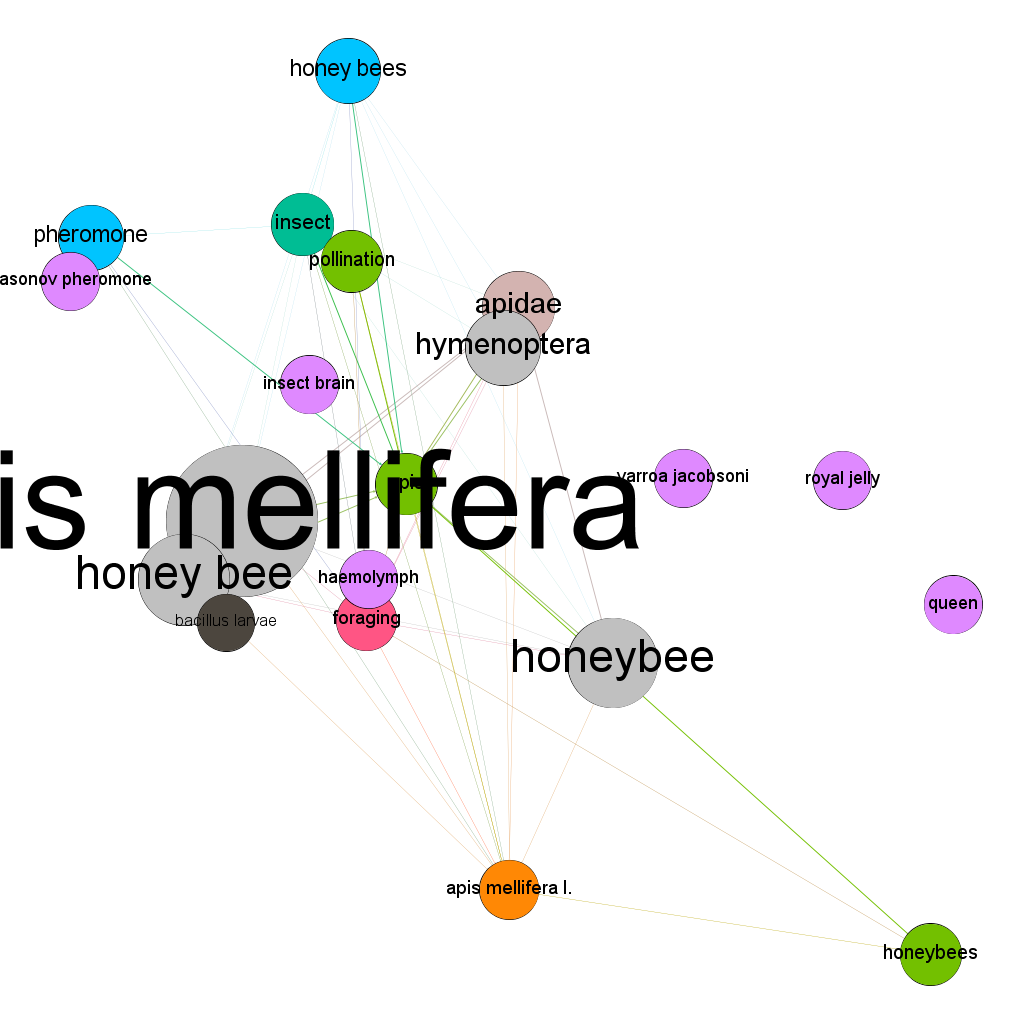 honey bees
insect
pheromone
pollination
asonov pheromone
apidae
hymenoptera
insect brain
is mellifera
varroa jacobsoni
royal jelly
honey bee
haemolymph
queen
bacillus larvae
foraging
honeybee
apis mellifera l.
honeybees